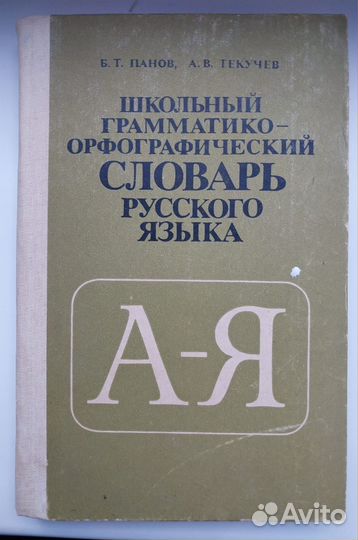 Б. Т. ПАНОВ, А. В. ТЕКУЧЕВ
ШКОЛЬНЫЙ
ГРАММАТИКО–
ОРФОГРАФИЧЕСКИЙ
СЛОВАРЬ
РУССКОГО
ЯЗЫКА
А–Я
Avito